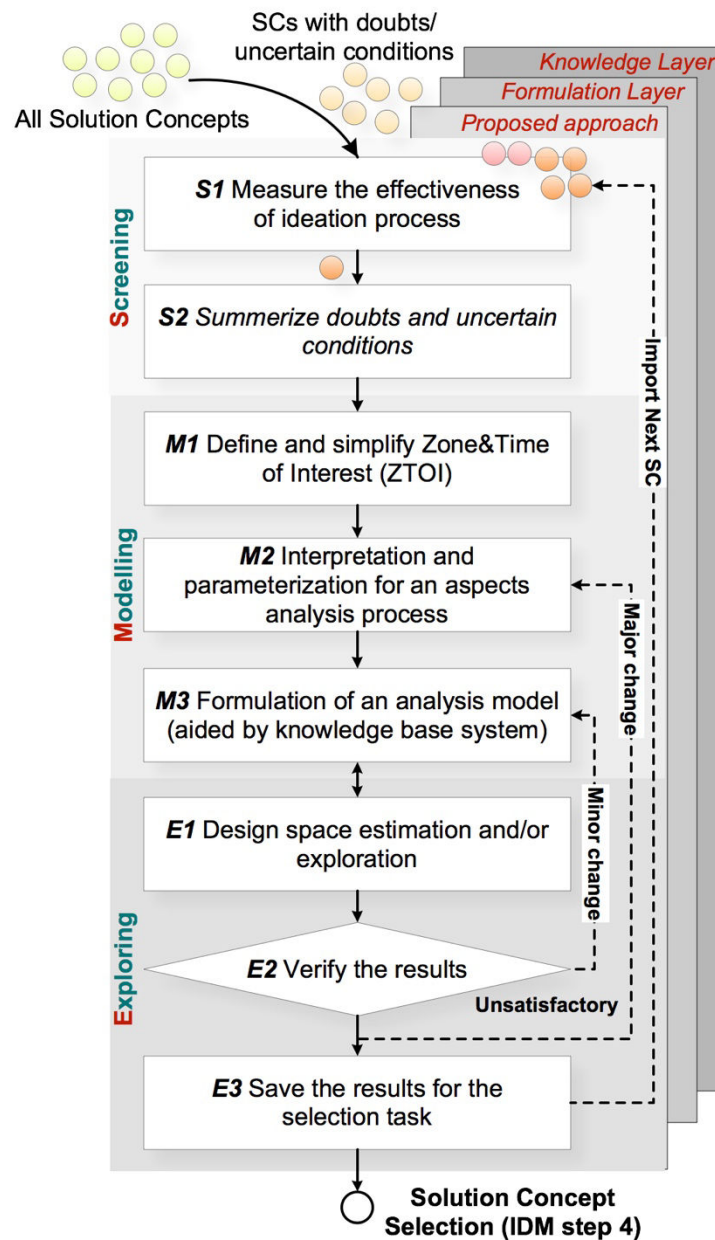 SCs with doubts/
uncertain conditions
All Solution Concepts
Knowledge Layer
Formulation Layer
Proposed approach
Screening
S1 Measure the effectiveness
of ideation process
S2 Summerize doubts and uncertain
conditions
Modelling
M1 Define and simplify Zone&Time
of Interest (ZTOI)
M2 Interpretation and
parameterization for an aspects
analysis process
M3 Formulation of an analysis model
(aided by knowledge base system)
Exploring
E1 Design space estimation and/or
exploration
E2 Verify the results
Unsatisfactory
E3 Save the results for the
selection task
Minor change
Major change
Import Next SC
Solution Concept
Selection (IDM step 4)